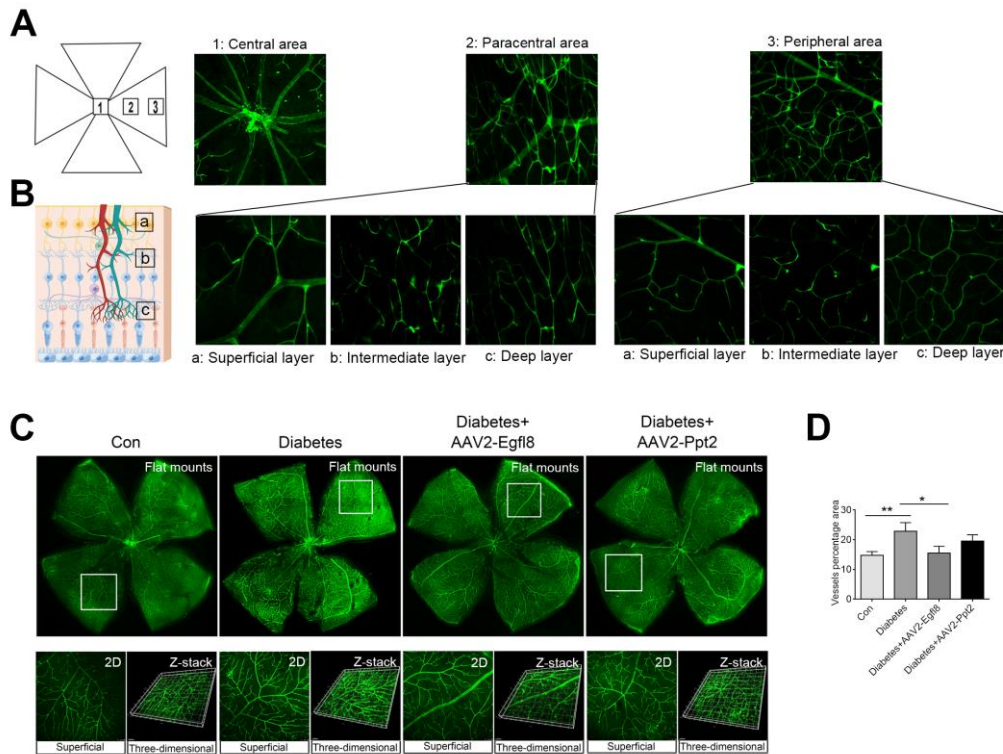 A
1: Central area
2: Paracentral area
3: Peripheral area
1
2
3
B
a
b
c
a: Superficial layer
b: Intermediate layer
c: Deep layer
a: Superficial layer
b: Intermediate layer
c: Deep layer
C
Con
Diabetes
Diabetes+
AAV2-Egfl8
Diabetes+
AAV2-Ppt2
Flat mounts
Flat mounts
Flat mounts
Flat mounts
2D
Z-stack
2D
Z-stack
2D
Z-stack
2D
Z-stack
Superficial
Three-dimensional
Superficial
Three-dimensional
Superficial
Three-dimensional
Superficial
Three-dimensional
D
Vessels percentage area
30
20
10
0
**
*
Con
Diabetes
Diabetes+AAV2-Egfl8
Diabetes+AAV2-Ppt2